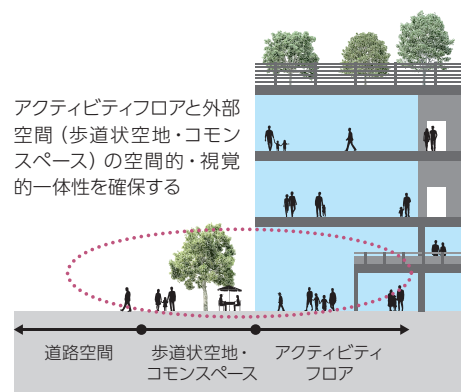 アクティビティフロアと外部
空間（歩道状空地・コモン
スペース）の空間的・視覚
的一体性を確保する
道路空間
歩道状空地・
コモンスペース
アクティビティ
フロア